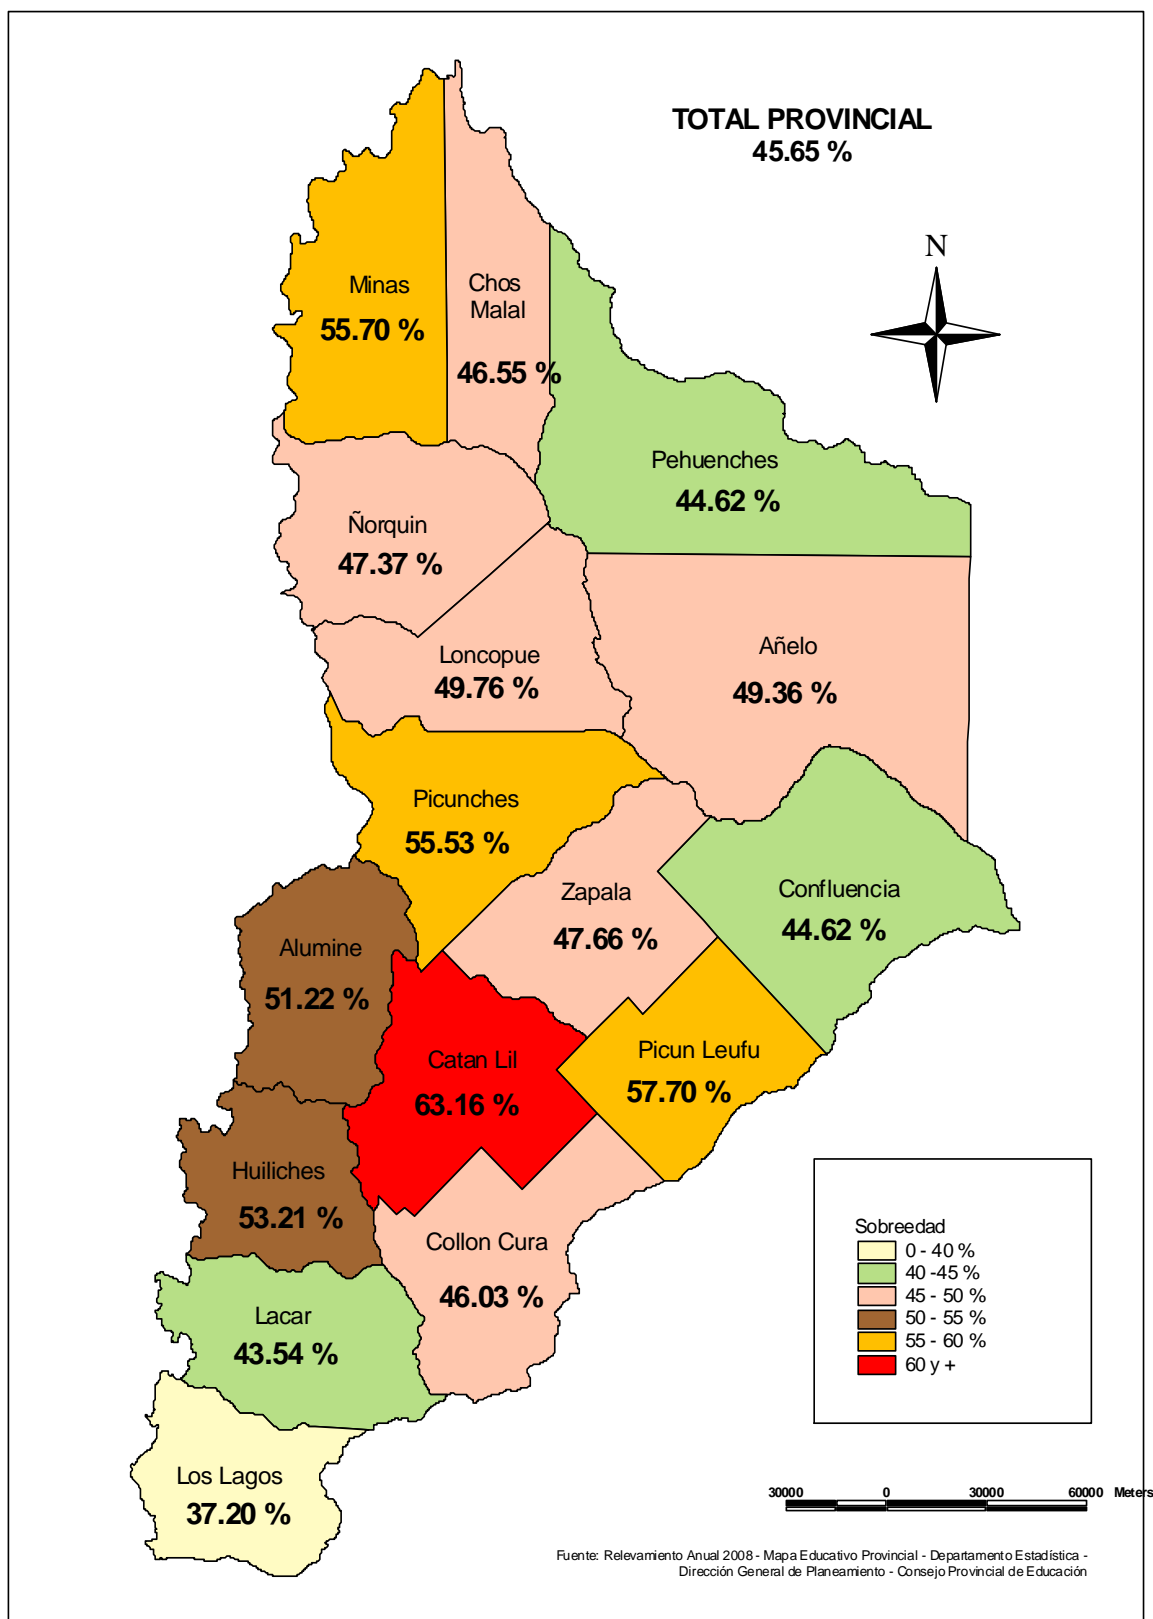 TOTAL PROVINCIAL
45.65 %
N
Minas
55.70 %
Chos
Malal
46.55 %
Pehuenches
44.62 %
Ñorquin
47.37 %
Loncopue
49.76 %
Añelo
49.36 %
Picunches
55.53 %
Zapala
47.66 %
Confluencia
44.62 %
Alumine
51.22 %
Catan Lil
63.16 %
Picun Leufu
57.70 %
Huiliches
53.21 %
Collon Cura
46.03 %
Lacar
43.54 %
Los Lagos
37.20 %
Sobreedad
0 - 40 %
40 -45 %
45 - 50 %
50 - 55 %
55 - 60 %
60 y +
30000 0 30000 60000 Meters
Fuente: Relevamiento Anual 2008 - Mapa Educativo Provincial - Departamento Estadística -
Dirección General de Planeamiento - Consejo Provincial de Educación